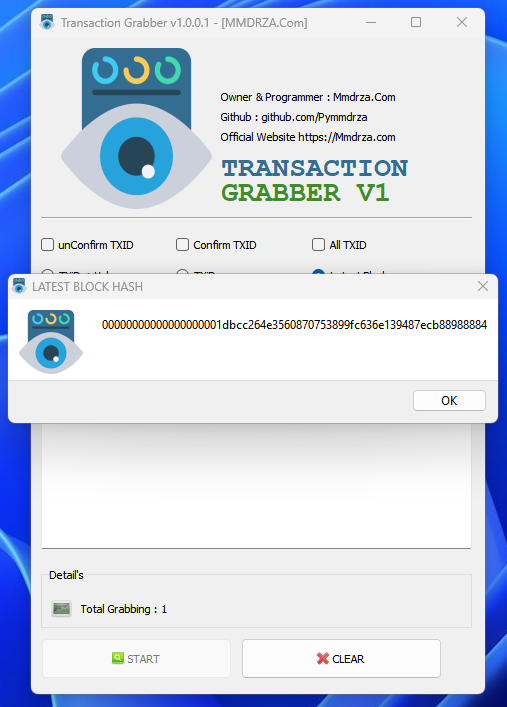 Transaction Grabber v1.0.0.1 - [MMDRZA.Com]
Owner & Programmer : Mmdrza.Com
Github : github.com/Pymmdrza
Official Website https://Mmdrza.com
TRANSACTION
GRABBER V1
unConfirm TXID
Confirm TXID
All TXID
LATEST BLOCK HASH
00000000000000000001dbcc264e3560870753899fc636e139487ecb88988884
OK
Detail's
Total Grabbing : 1
START
CLEAR